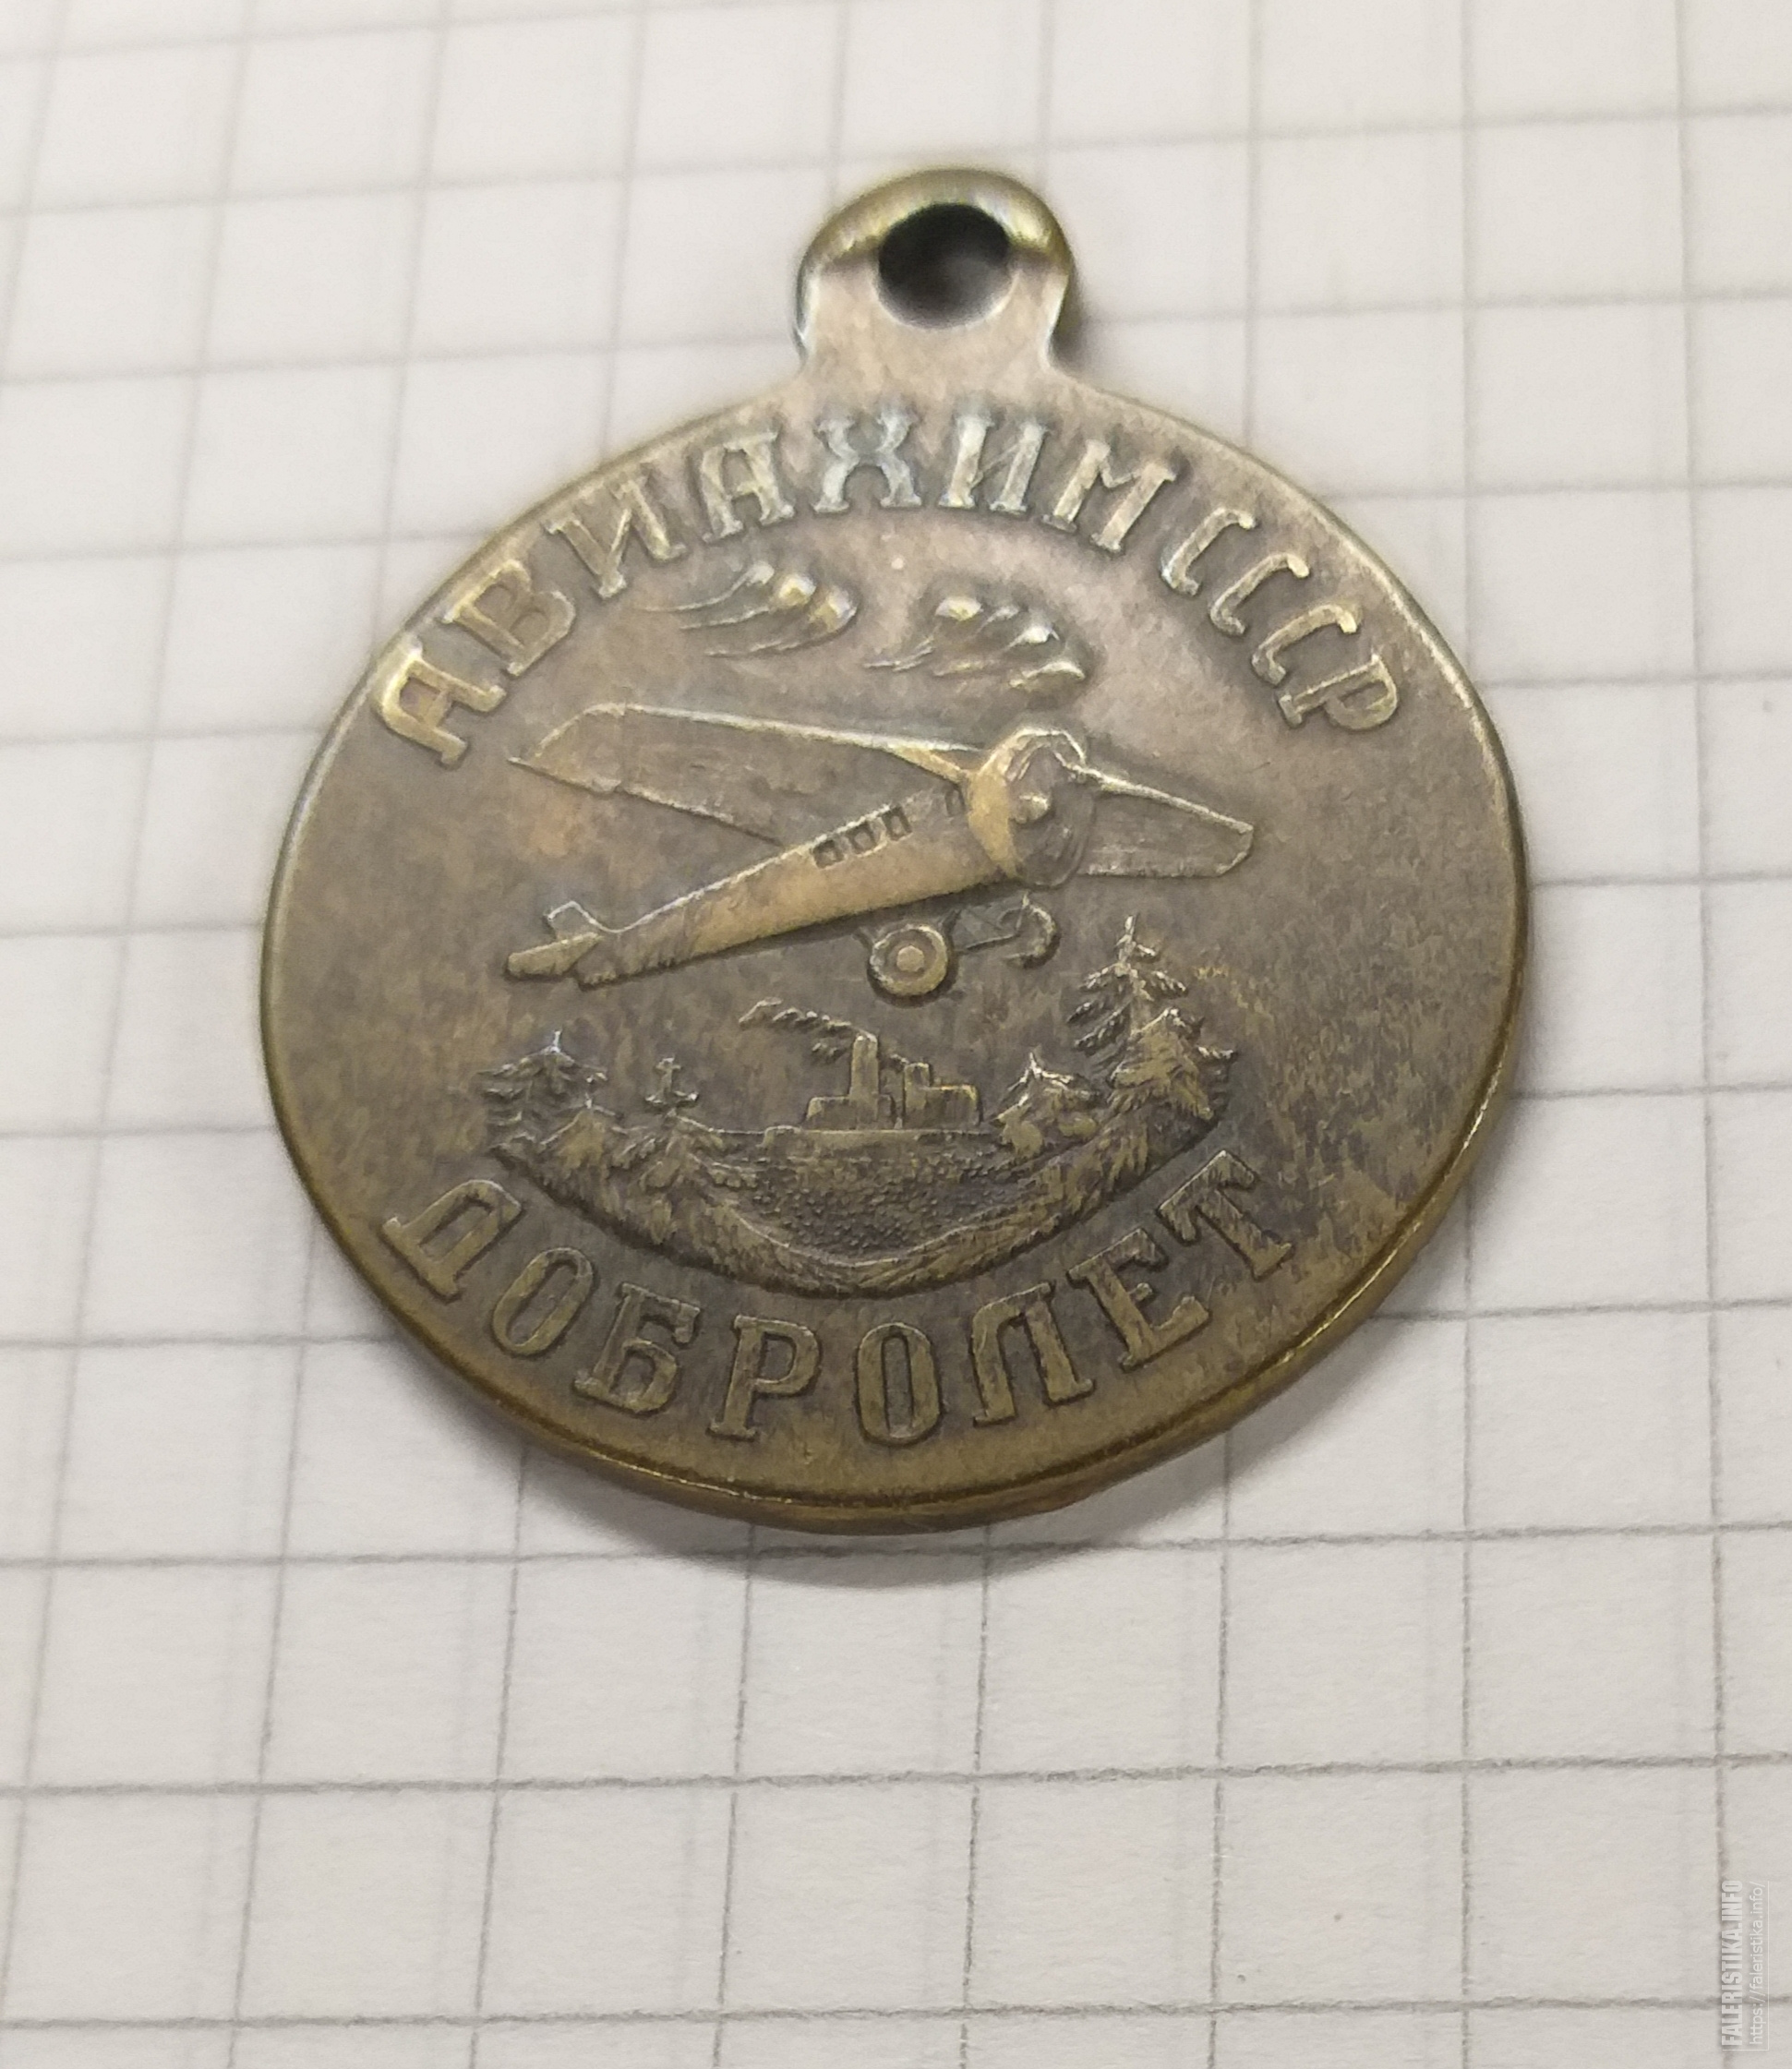 АВИАХИМ СССР
ДОБРОЛЕТ
FALERISTIKA.INFO
https://faleristika.info/